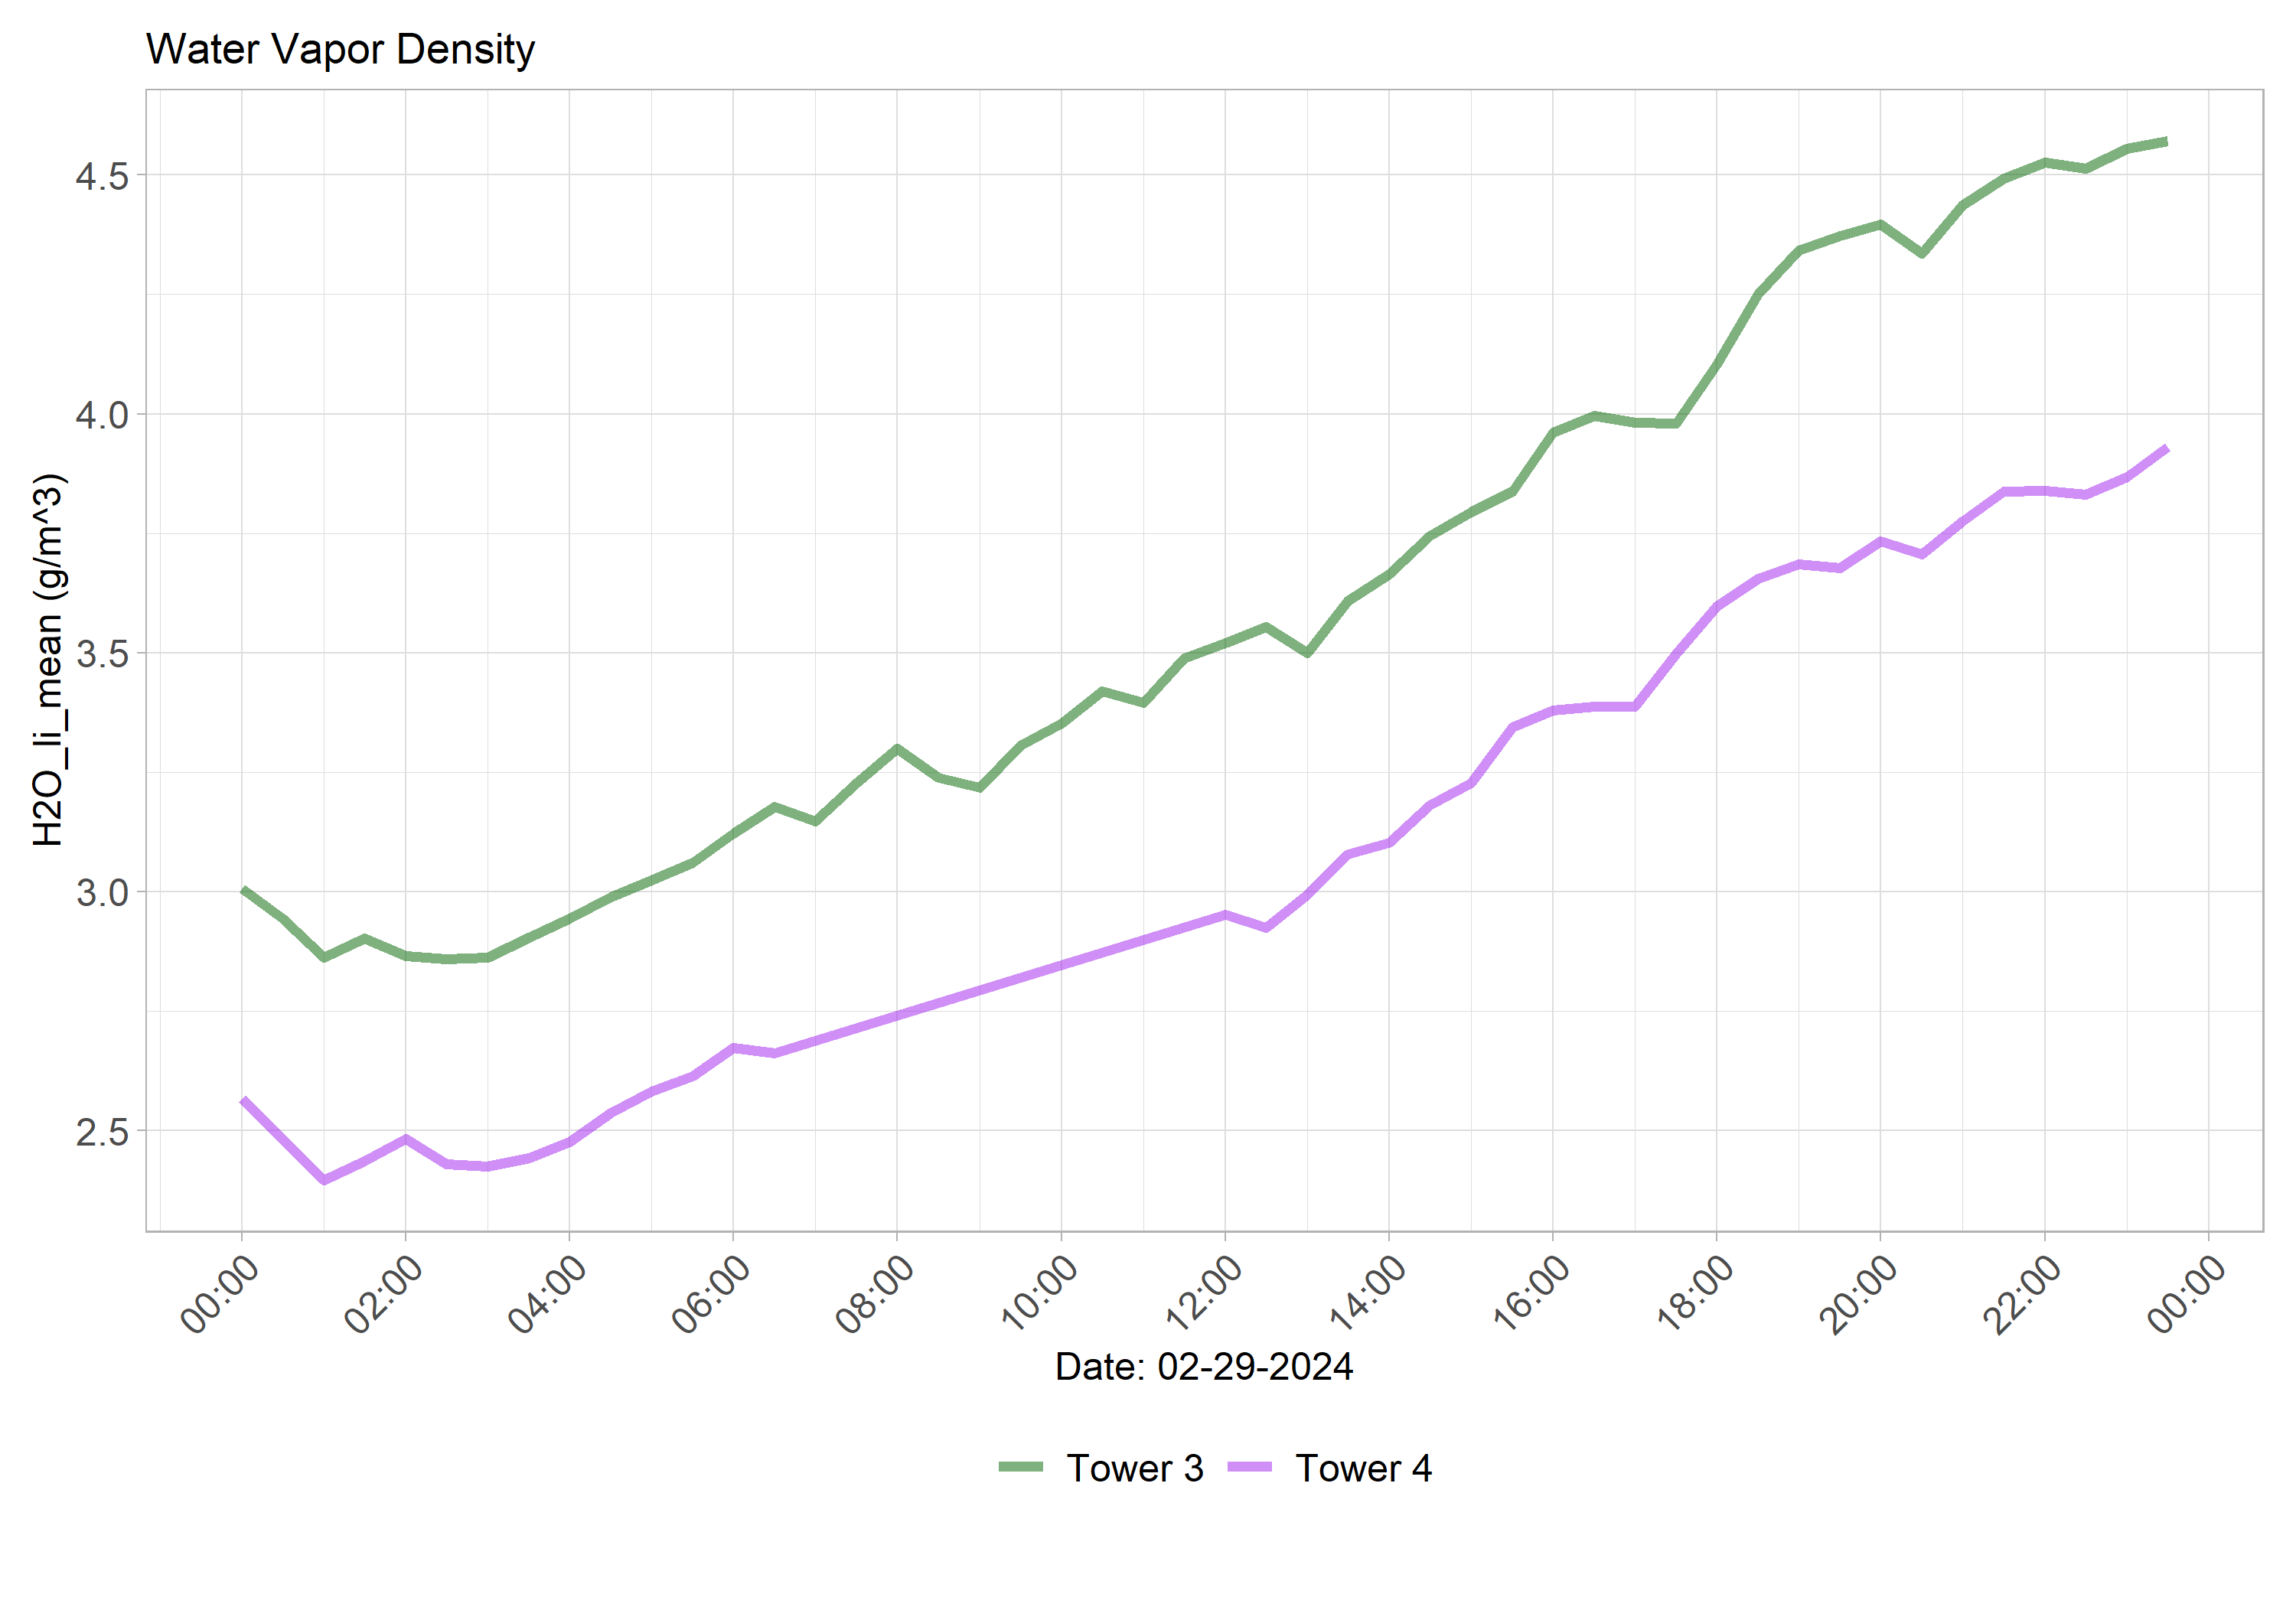 Water Vapor Density
H2O_li_mean (g/m^3)
4.5
4.0
3.5
3.0
2.5
00:00 02:00 04:00 06:00 08:00 10:00 12:00 14:00 16:00 18:00 20:00 22:00 00:00
Date: 02-29-2024
Tower 3 Tower 4